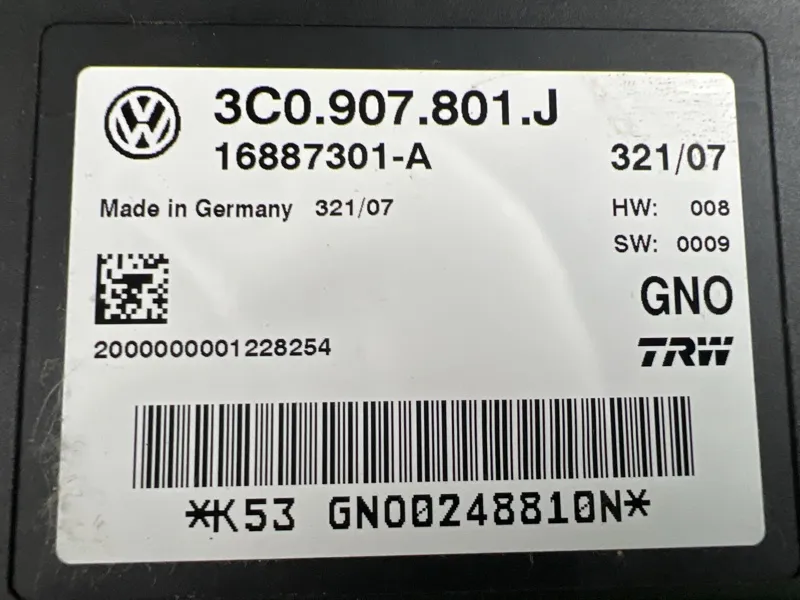 3C0.907.801.J
16887301-A 321/07
Made in Germany 321/07 HW: 008
SW: 0009
GNO
2000000001228254 TRW
*K53 GNO0248810N*